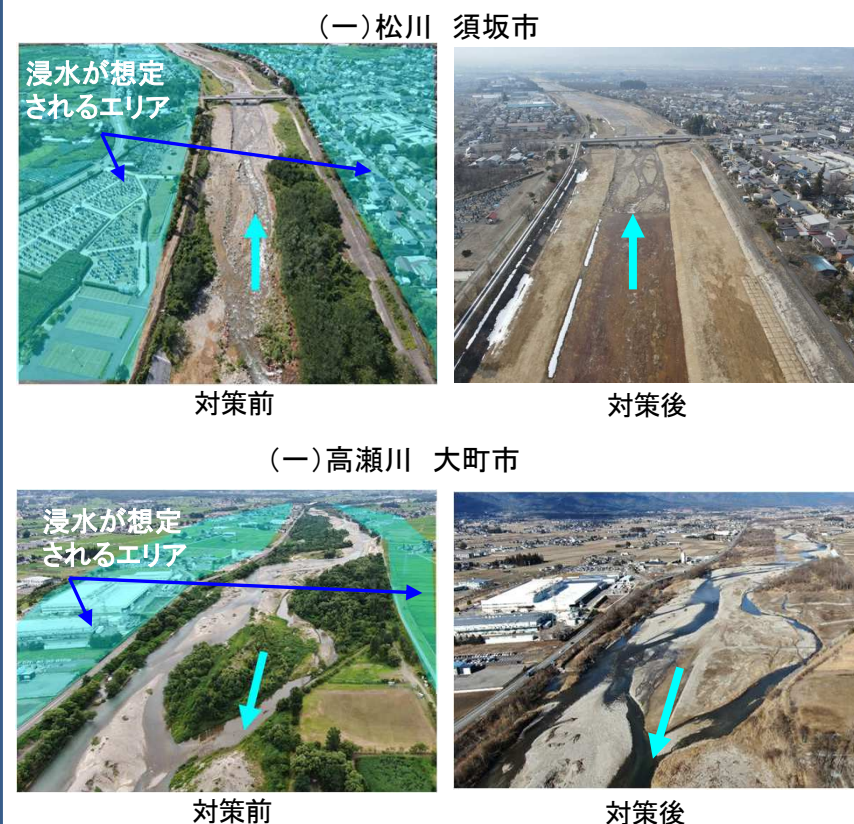 （一）松川　須坂市
浸水が想定
されるエリア
対策前
対策後
（一）高瀬川　大町市
浸水が想定
されるエリア
対策前
対策後